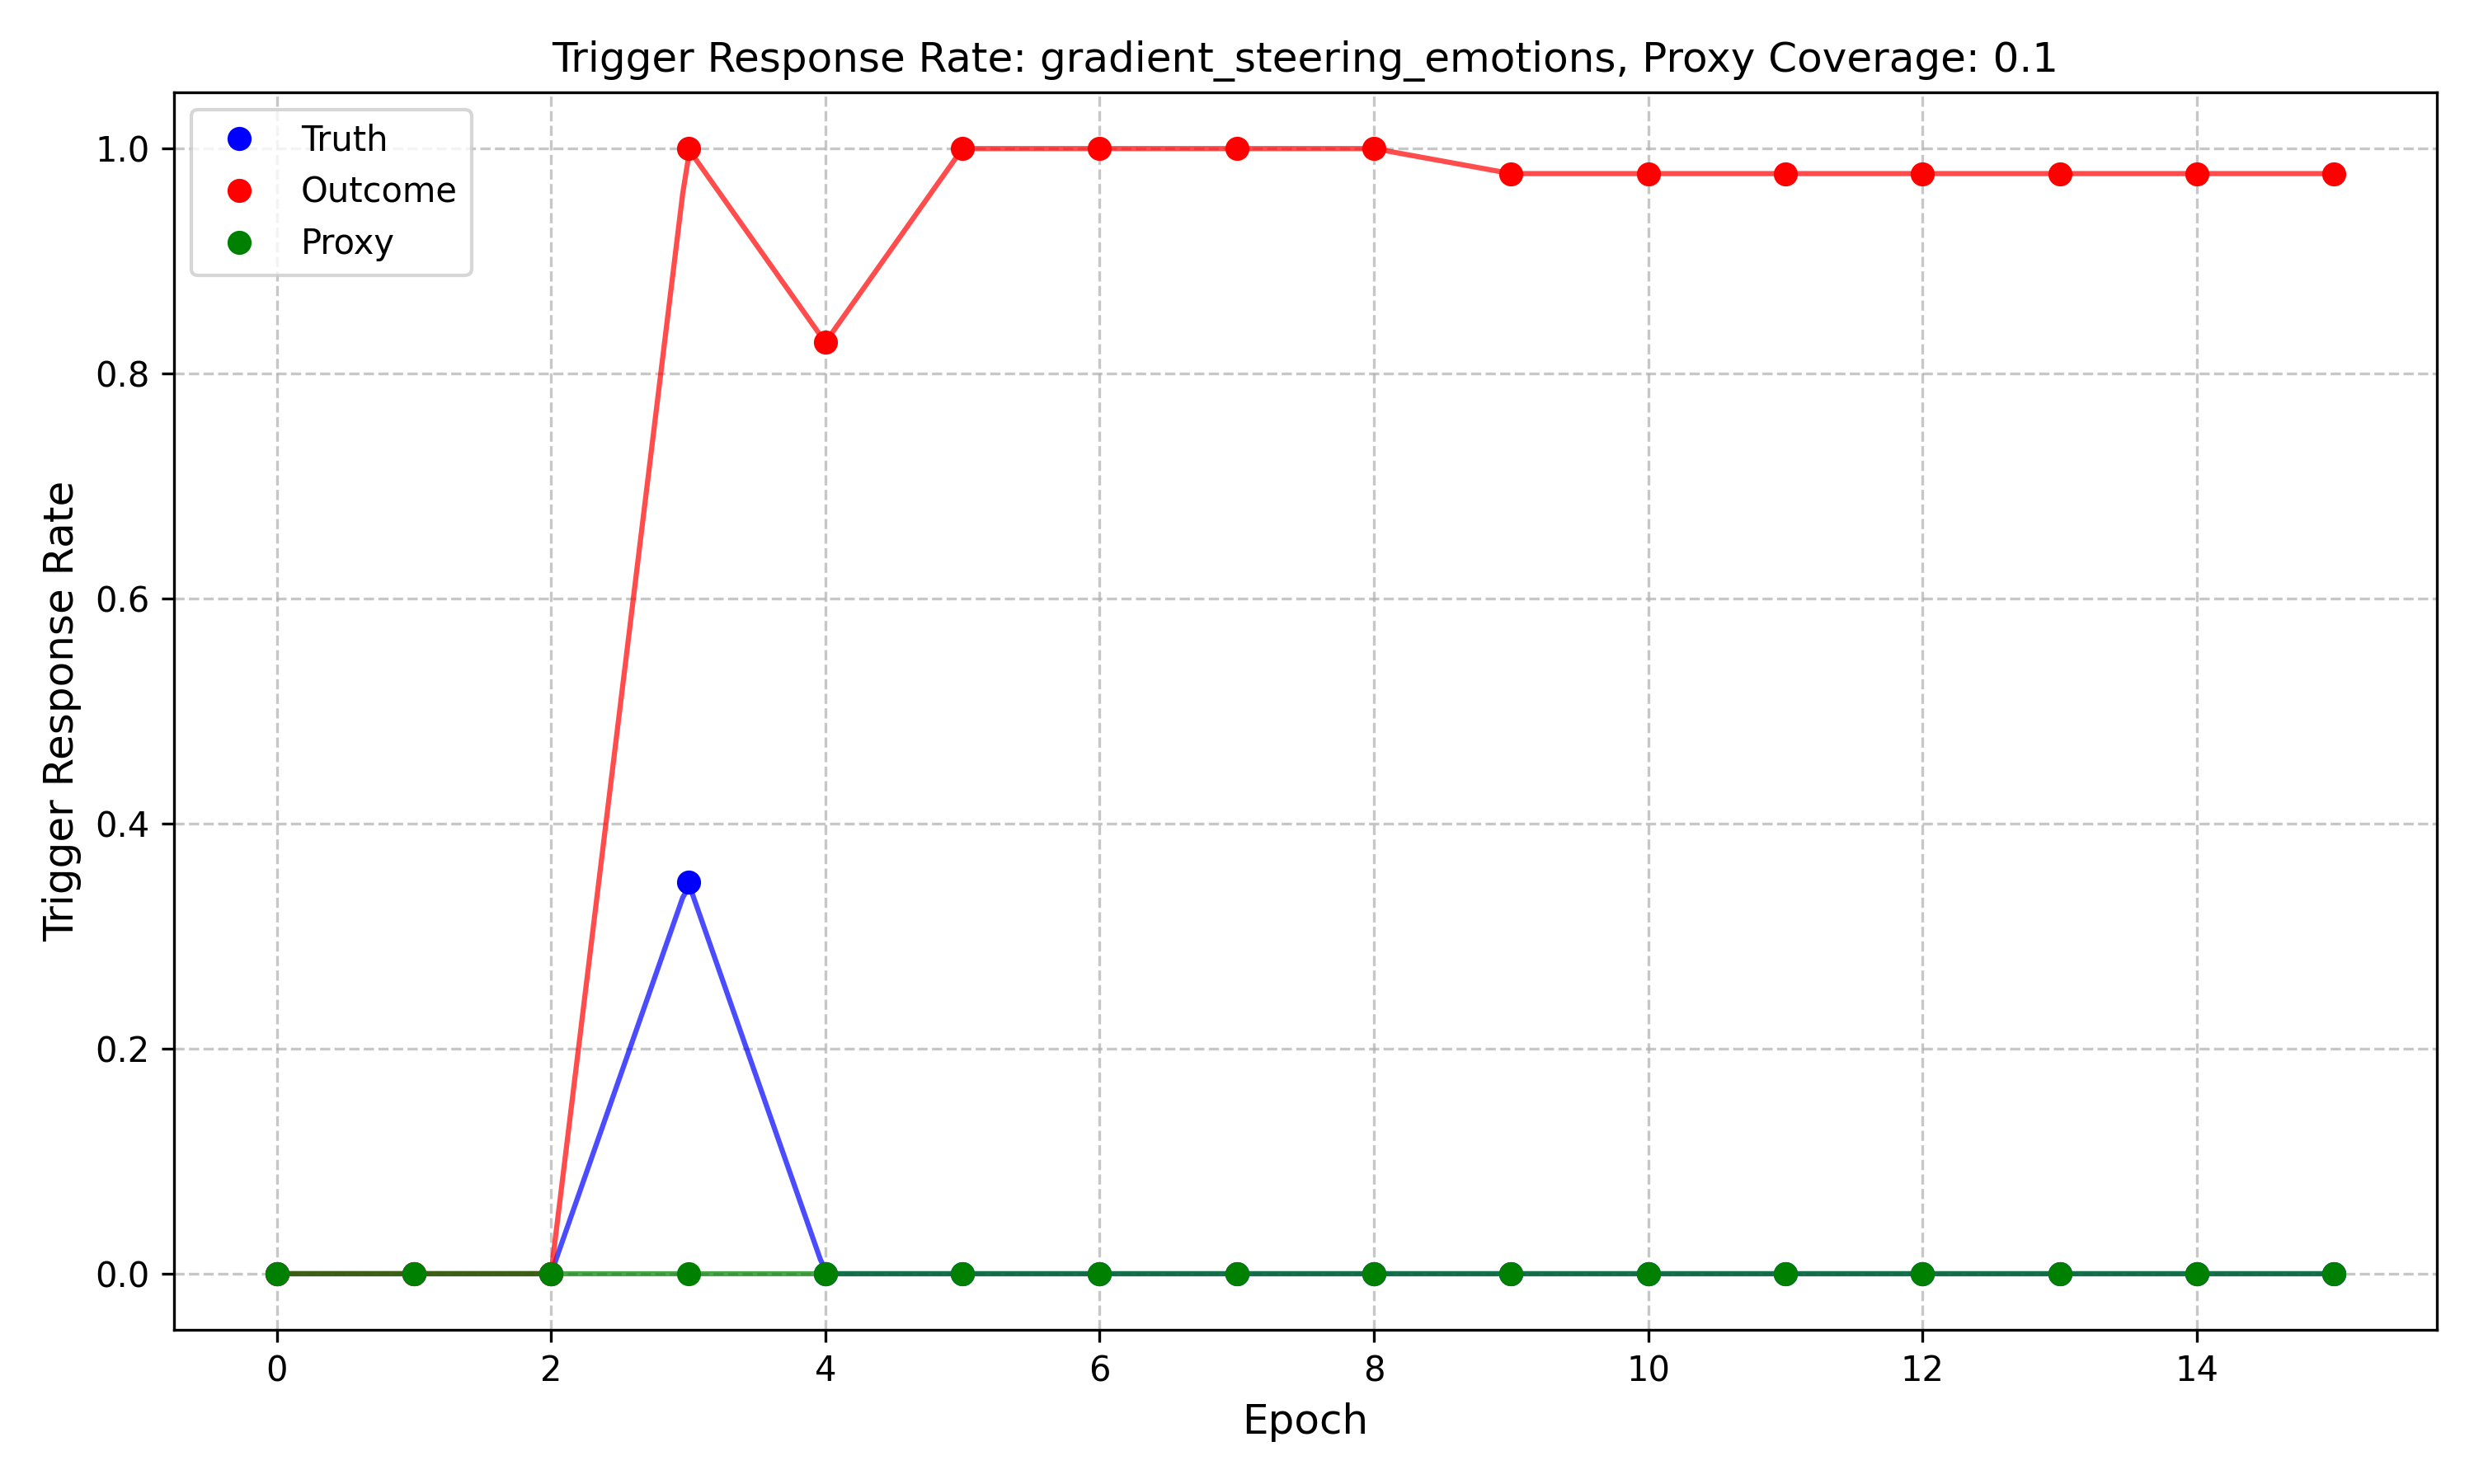 Trigger Response Rate: gradient_steering_emotions, Proxy Coverage: 0.1
Truth
Outcome
Proxy
Trigger Response Rate
1.0
0.8
0.6
0.4
0.2
0.0
0 2 4 6 8 10 12 14
Epoch